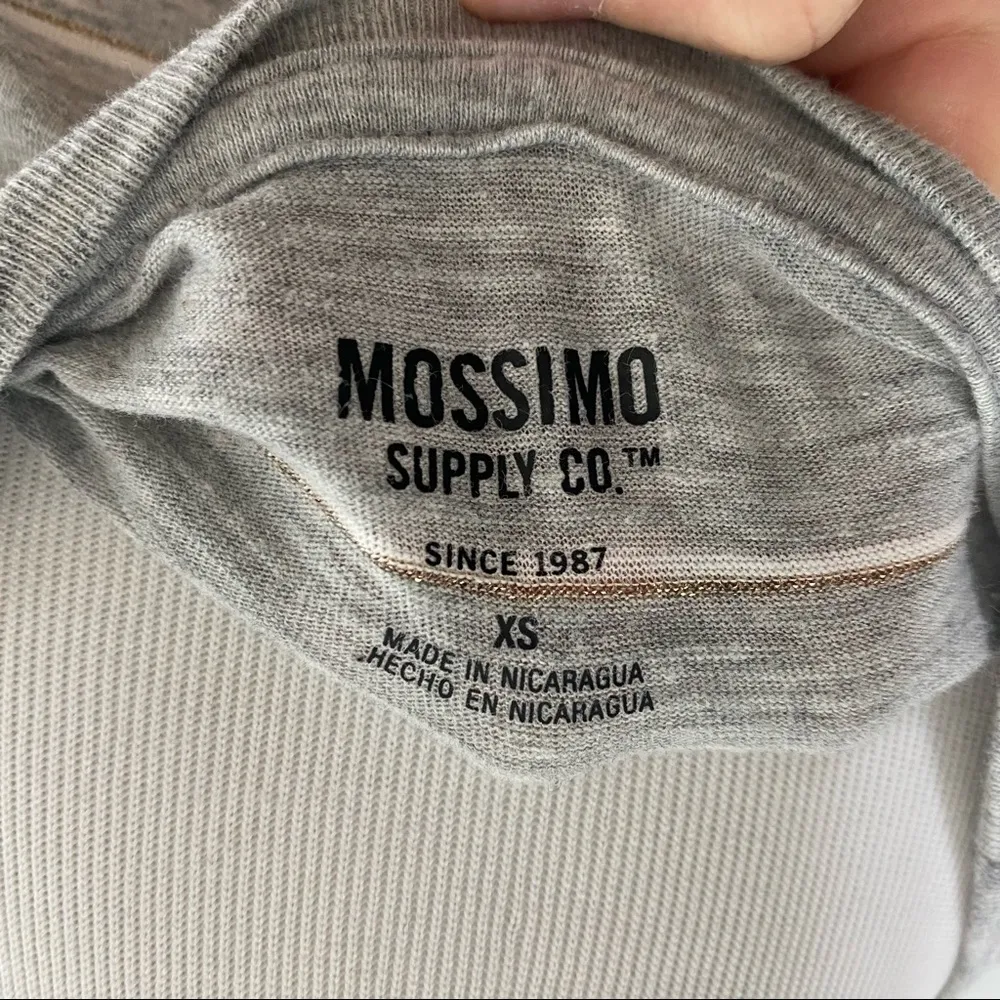 MOSSIMO
SUPPLY CO.™
SINCE 1987
XS
MADE IN NICARAGUA
HECHO EN NICARAGUA